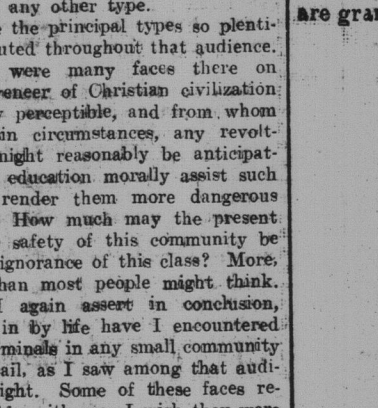 any other type.
the principal types so plenti-
uted throughout that audience.
were many faces there on
eneer of Christian civilization
perceptible, and from whom
in circumstances, any revolt-
night reasonably be anticipat-
education morally assist such
render them more dangerous
How much may the present
safety of this community be
ignorance of this class? More,
han most people might think.
I again assert in conclusion,
in by life have I encountered
minals in any small community
ail, as I saw among that audi-
ight. Some of these faces re-
are gra